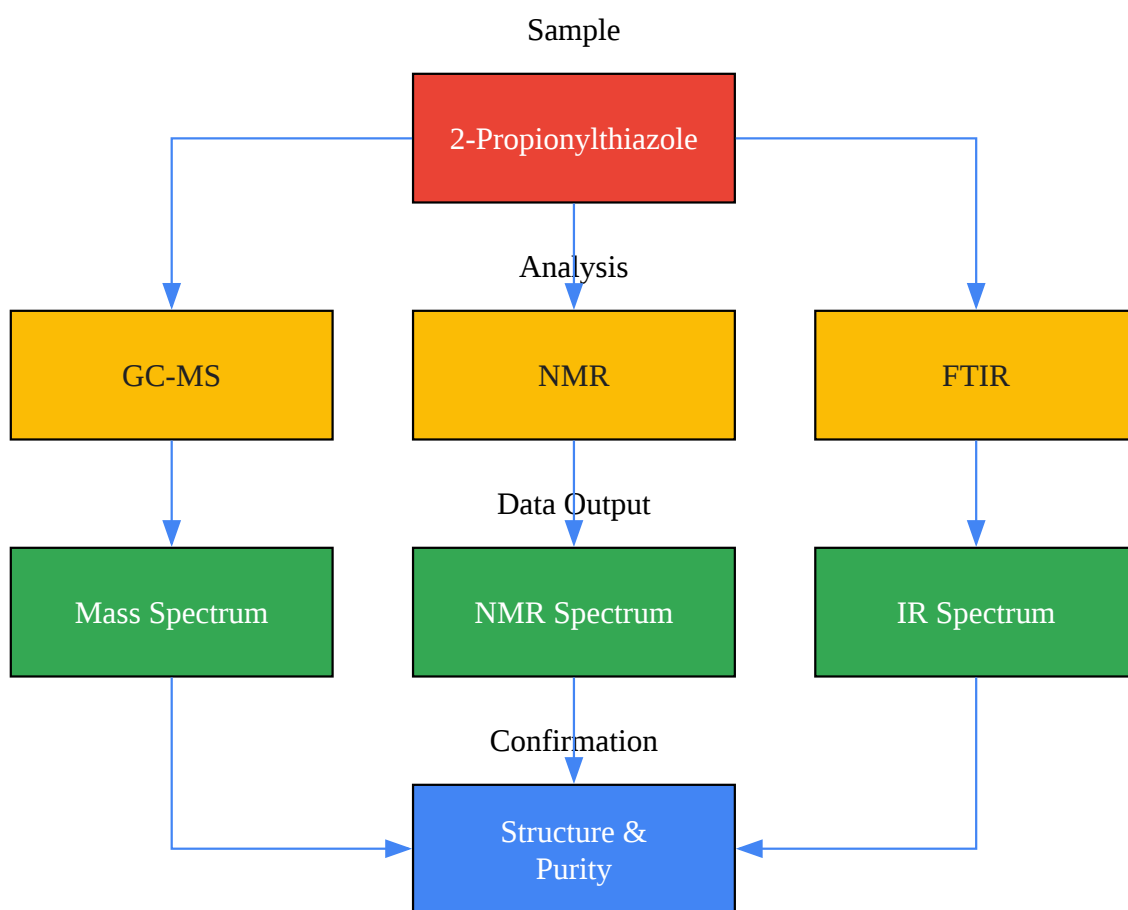 Sample
2-Propionylthiazole
Analysis
GC-MS
NMR
FTIR
Data Output
Mass Spectrum
NMR Spectrum
IR Spectrum
Confirmation
Structure &
Purity